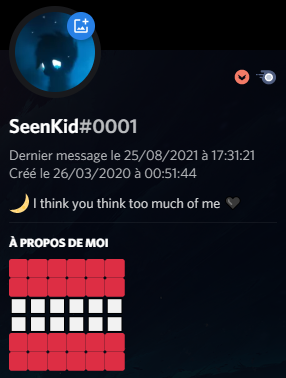 SeenKid#0001
Dernier message le 25/08/2021 à 17:31:21
Créé le 26/03/2020 à 00:51:44
🌙 I think you think too much of me 🖤
À PROPOS DE MOI
🟥🟥🟥🟥🟥🟥
🟥🟥🟥🟥🟥🟥
◻️◻️◻️◻️◻️◻️
◻️◻️◻️◻️◻️◻️
🟥🟥🟥🟥🟥🟥
🟥🟥🟥🟥🟥🟥